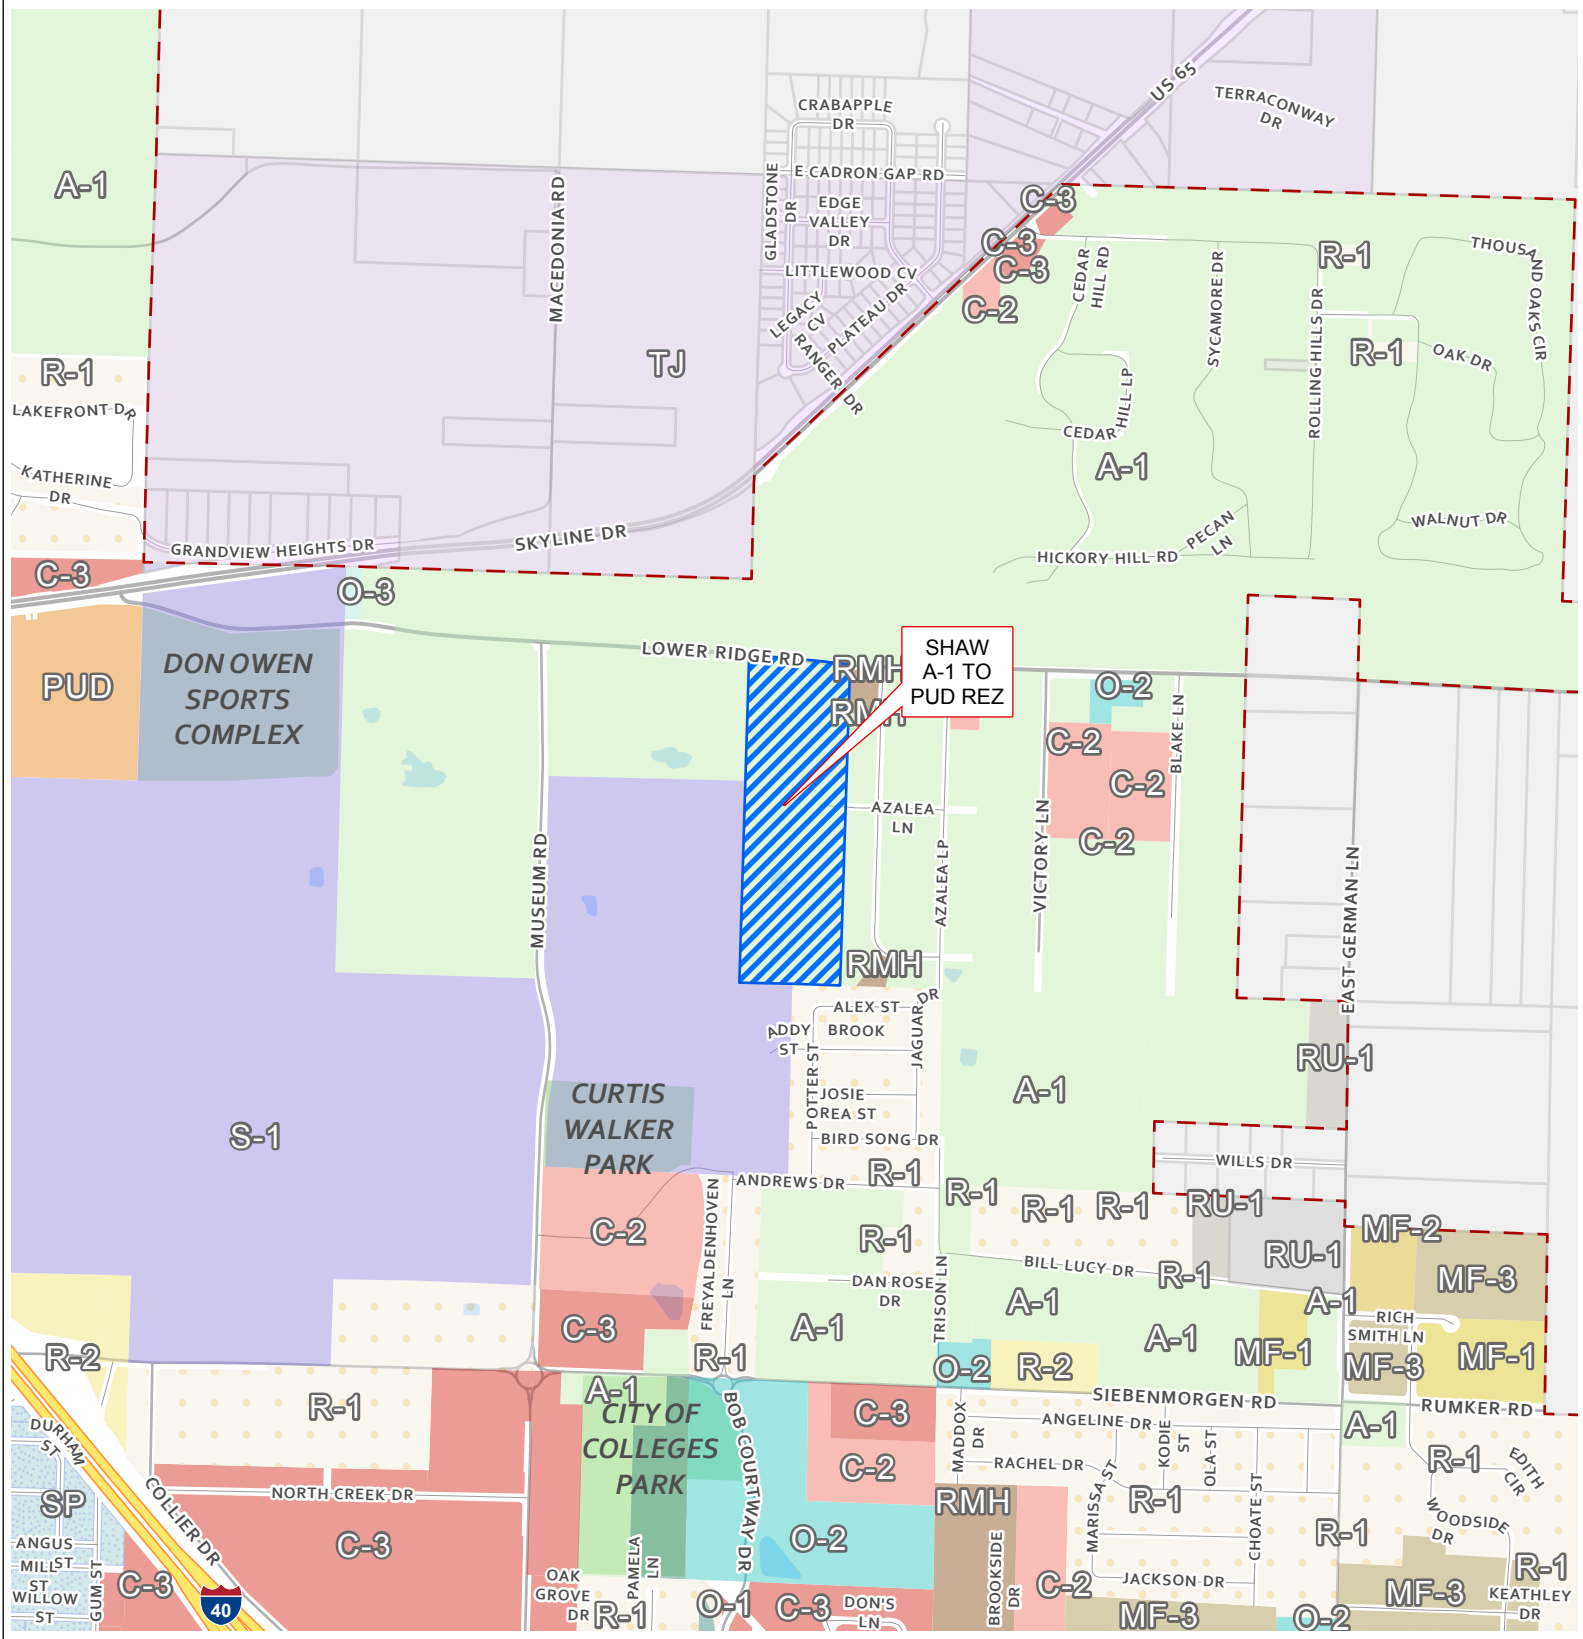 US 65
TERRACONWAY
DR
CRABAPPLE
DR
A-1
E CADRON GAP RD
GLADSTONE
DR
MACEDONIA RD
EDGE
VALLEY
DR
C-3
C-3
C-3
C-2
LITTLEWOOD CV
PLATEAU DR
LEGACY
CV
RANGER DR
CEDAR
HILL RD
SYCAMORE DR
ROLLING HILLS DR
R-1
THOUSAND OAKS CIR
R-1
OAK DR
R-1
LAKEFRONT DR
TJ
CEDAR
HILL LP
A-1
KATHERINE
DR
GRANDVIEW HEIGHTS DR
SKYLINE DR
PECAN
LN
WALNUT DR
HICKORY HILL RD
C-3
O-3
LOWER RIDGE RD
SHAW
A-1 TO
PUD REZ
RMH
RMH
PUD
DON OWEN
SPORTS
COMPLEX
O-2
C-2
C-2
C-2
BLAKE LN
VICTORY LN
AZALEA
LN
AZALEA LP
MUSEUM RD
EAST GERMAN LN
RMH
ALEX ST
JAGUAR DR
ADDY
ST
BROOK
POTTER ST
RU-1
JOSIE
REA ST
A-1
CURTIS
WALKER
PARK
S-1
BIRD SONG DR
WILLS DR
R-1
ANDREWS DR
R-1
R-1
R-1
RU-1
FREYALDENHOVEN
LN
C-2
R-1
MF-2
RU-1
BILL LUCY DR
R-1
MF-3
DAN ROSE
DR
TRISON LN
A-1
A-1
RICH
SMITH LN
C-3
A-1
A-1
MF-1
MF-3
MF-1
R-2
R-1
O-2
R-2
A-1
SIEBENMORGEN RD
RUMKER RD
R-1
CITY OF
COLLEGES
PARK
BOB COURTWAY DR
C-3
MADDOX
DR
ANGELINE DR
KODIE
ST
OLA ST
A-1
DURHAM
ST
C-2
RACHEL DR
MARISSA ST
R-1
CHOATE ST
R-1
EDITH
CIR
SP
COLLIER DR
NORTH CREEK DR
RMH
WOODSIDE
DR
R-1
C-3
O-2
ANGUS
MILL ST
ST
WILLOW
ST
GUM ST
C-3
40
OAK
GROVE
DR
PAMELA
LN
R-1
O-1
C-3
DON'S
LN
BROOKSIDE
DR
C-2
JACKSON DR
MF-3
O-2
MF-3
R-1
KEATHLEY
DR